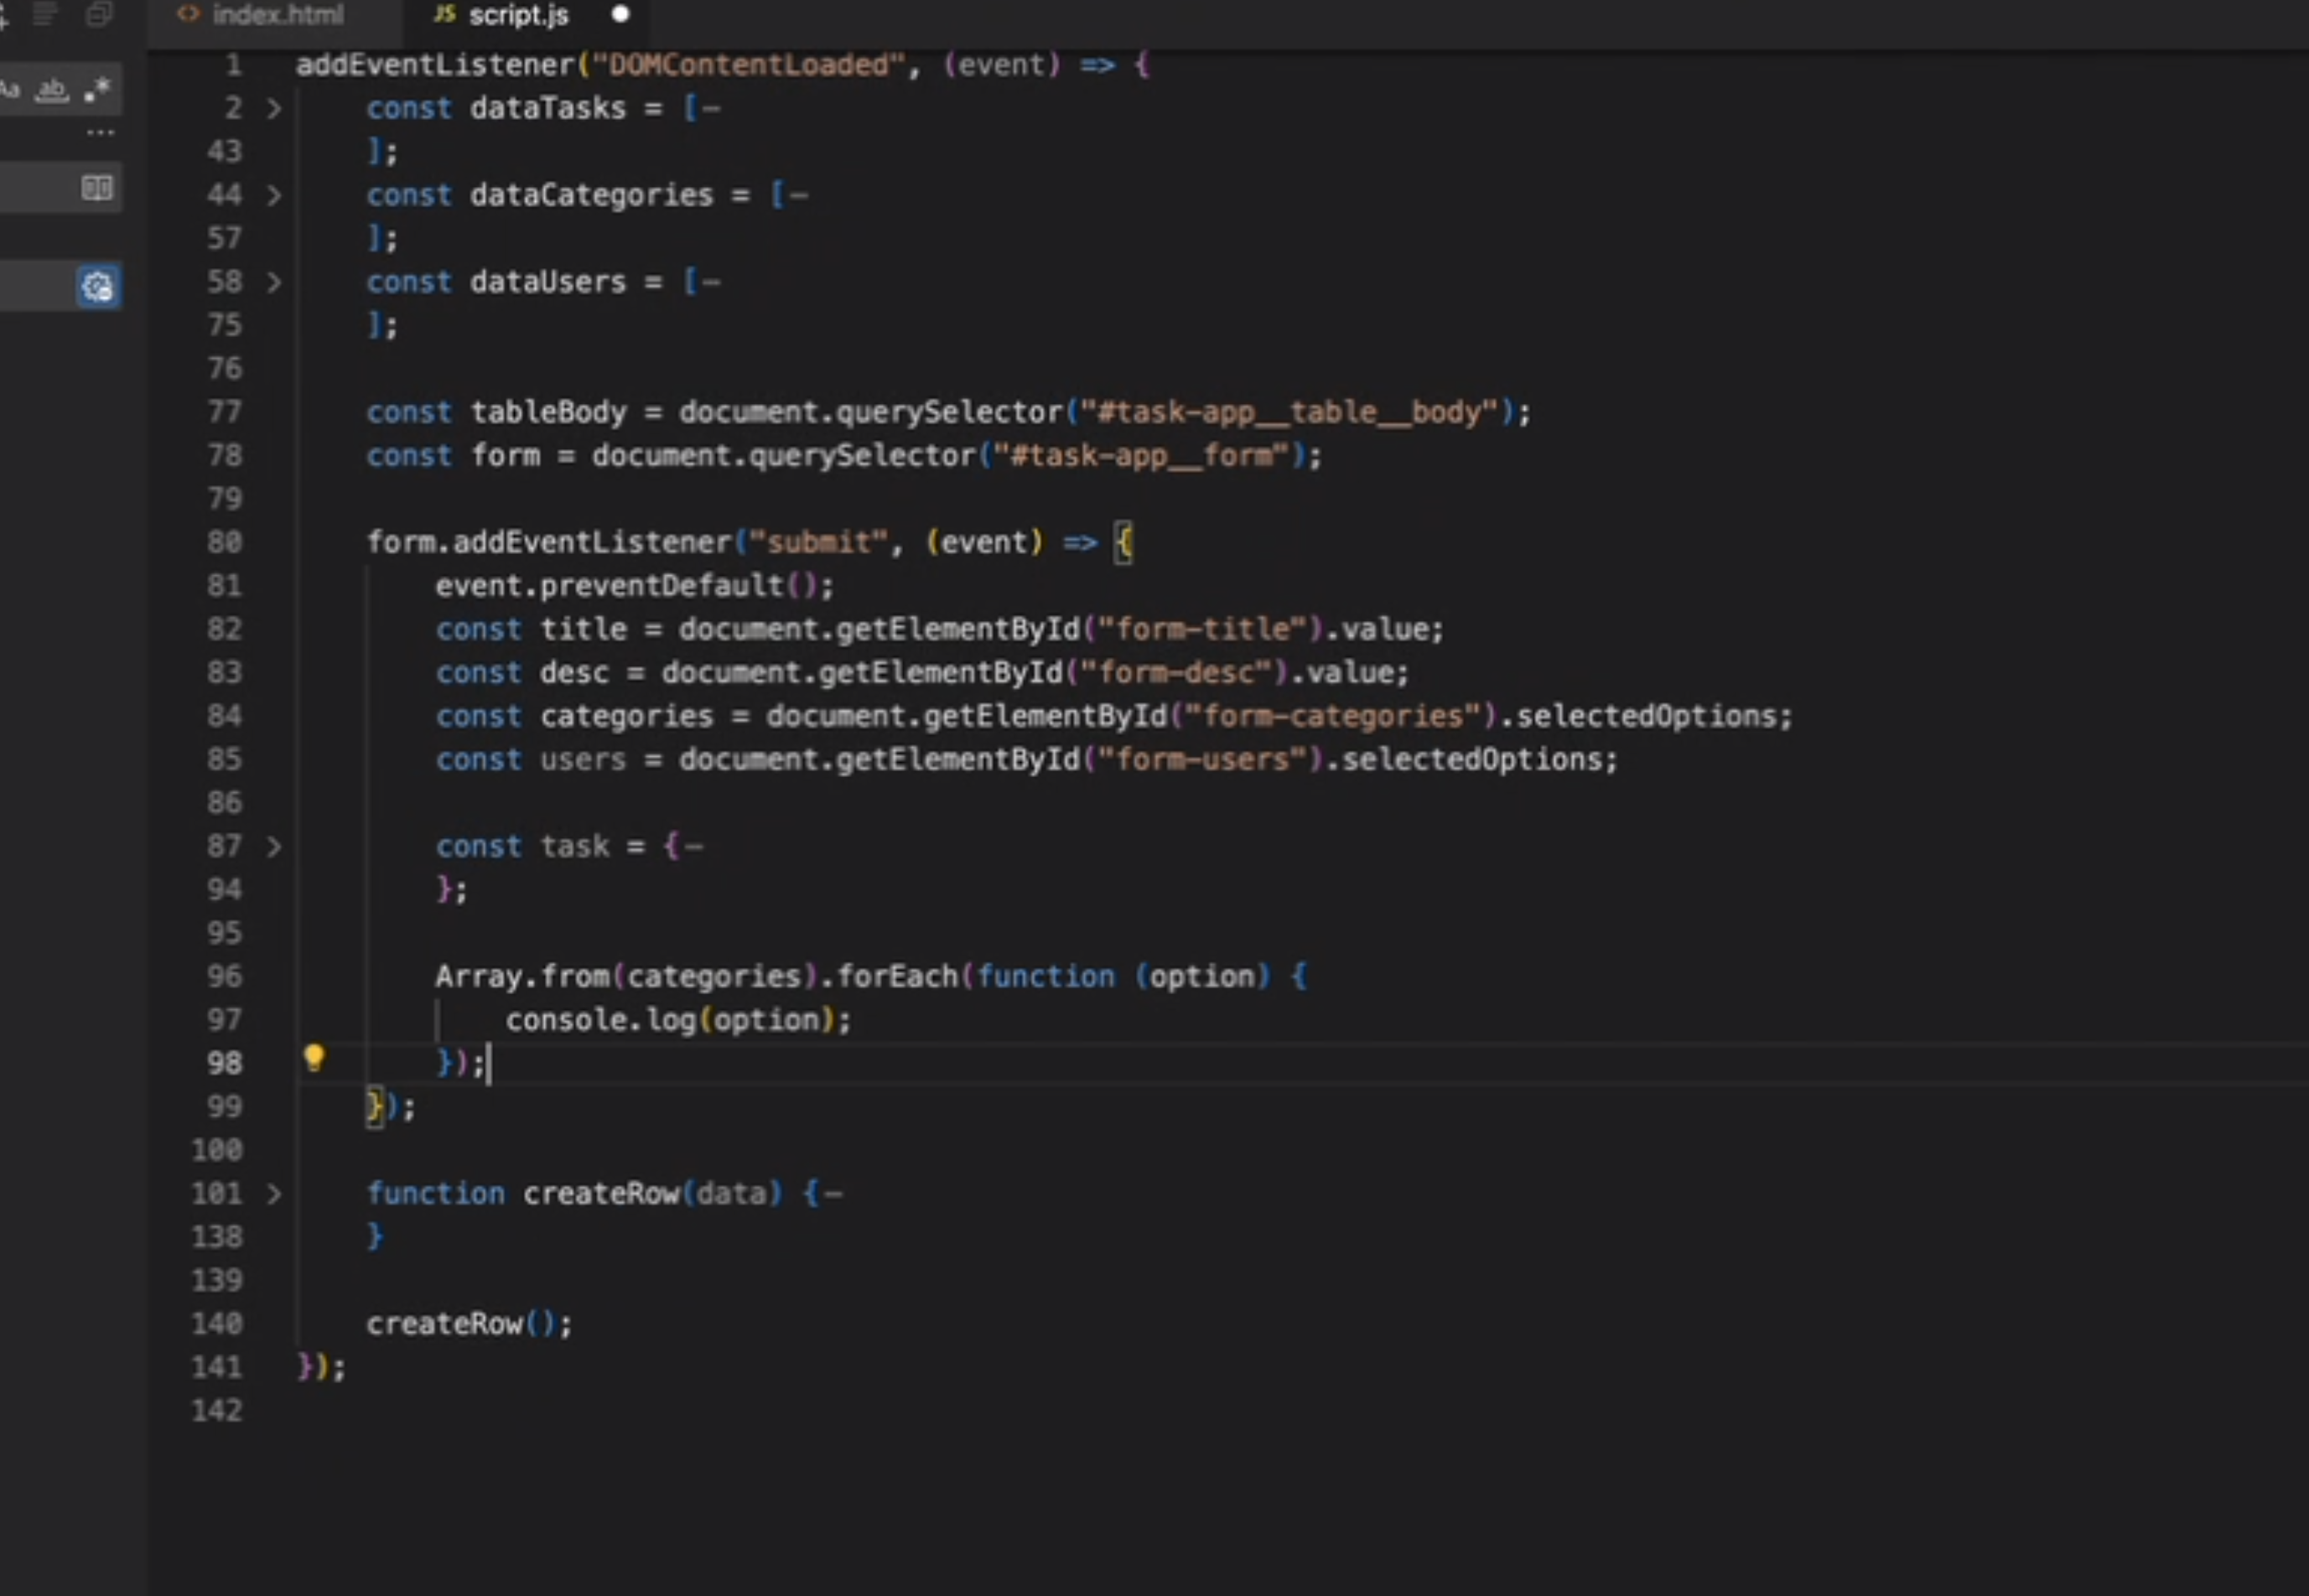 index.html JS script.js
Aa ab
1 addEventListener("DOMContentLoaded", (event) => {
2 const dataTasks = [
43 ];
44 const dataCategories = [
57 ];
58 const dataUsers = [
75 ];
76
77 const tableBody = document.querySelector("#task-app__table__body");
78 const form = document.querySelector("#task-app__form");
79
80 form.addEventListener("submit", (event) => {
81 event.preventDefault();
82 const title = document.getElementById("form-title").value;
83 const desc = document.getElementById("form-desc").value;
84 const categories = document.getElementById("form-categories").selectedOptions;
85 const users = document.getElementById("form-users").selectedOptions;
86
87 const task = {
94 };
95
96 Array.from(categories).forEach(function (option) {
97 console.log(option);
98 });
99 });
100
101 function createRow(data) {
138 }
139
140 createRow();
141 });
142